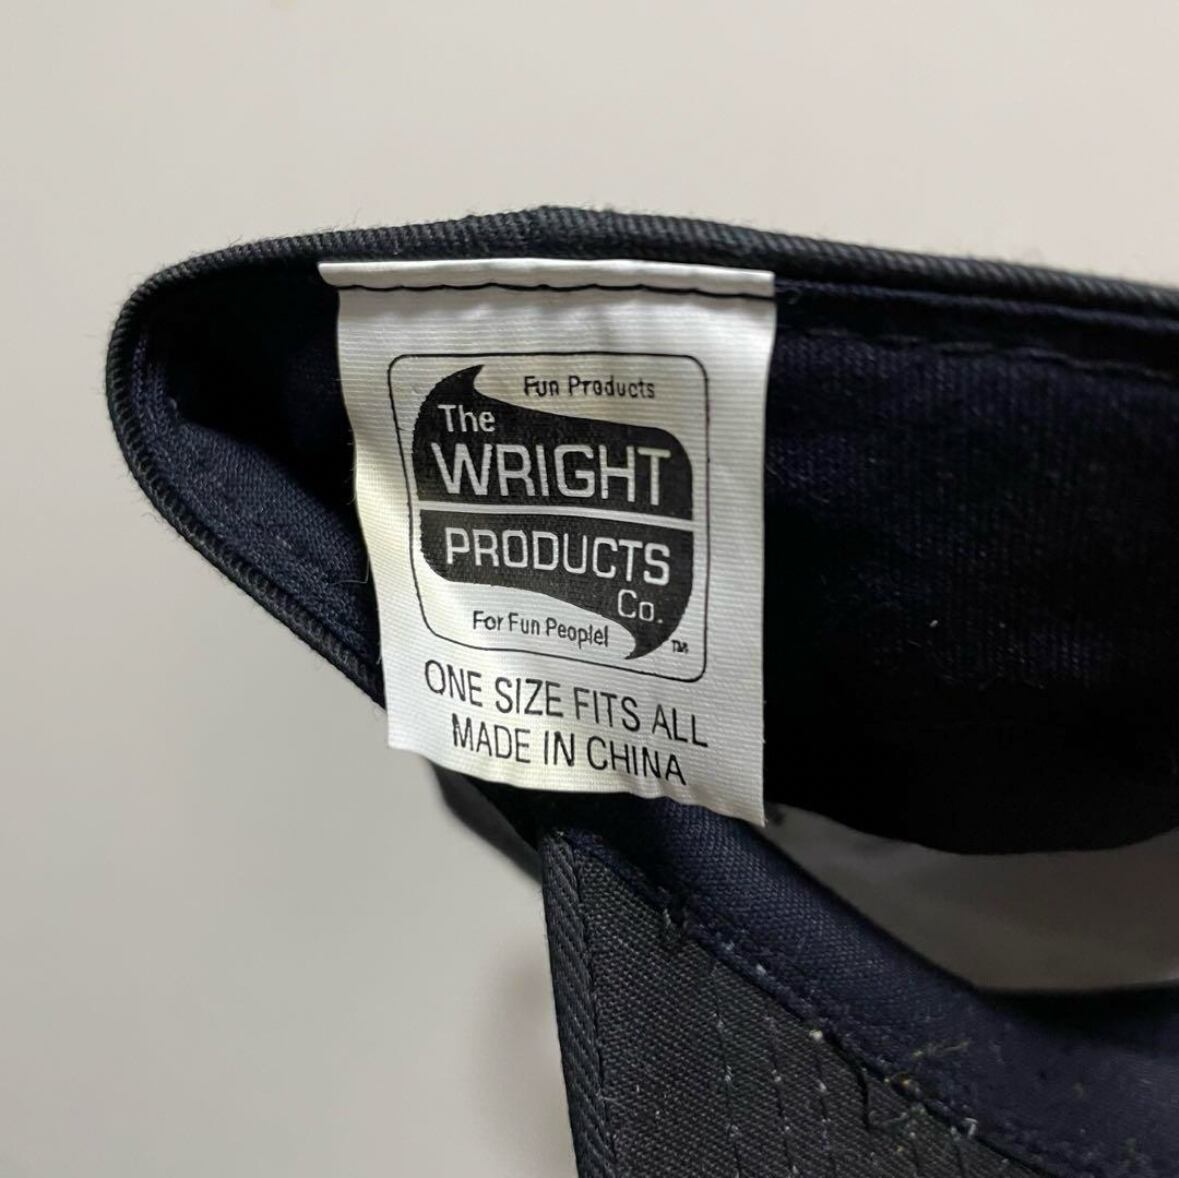 Fun Products
The
WRIGHT
PRODUCTS
Co.
For Fun People!
TM
ONE SIZE FITS ALL
MADE IN CHINA